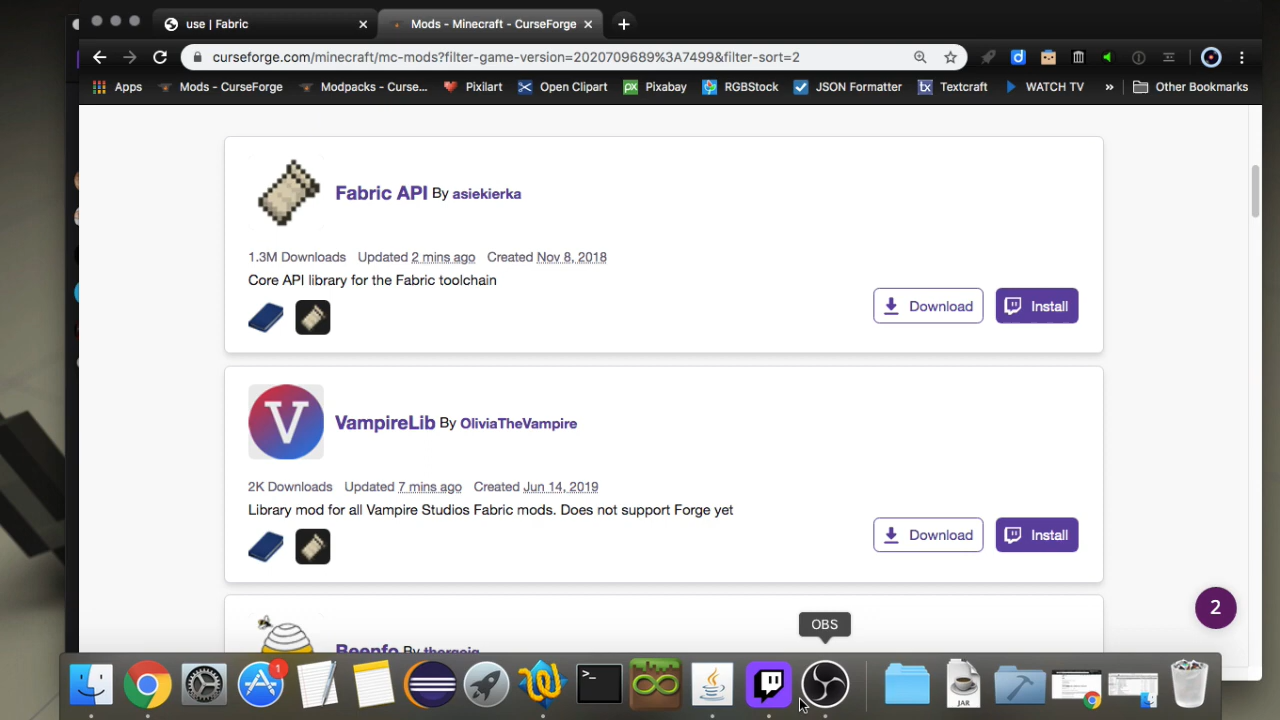 use | Fabric
Mods - Minecraft - CurseForge
curseforge.com/minecraft/mc-mods?filter-game-version=2020709689%3A7499&filter-sort=2
Apps
Mods - CurseForge
Modpacks - Curse...
Pixilart
Open Clipart
px
Pixabay
RGBStock
JSON Formatter
tx
Textcraft
WATCH TV
»
Other Bookmarks
Fabric API By asiekierka
1.3M Downloads Updated 2 mins ago Created Nov 8, 2018
Core API library for the Fabric toolchain
Download
Install
V
VampireLib By OliviaTheVampire
2K Downloads Updated 7 mins ago Created Jun 14, 2019
Library mod for all Vampire Studios Fabric mods. Does not support Forge yet
Download
Install
2
OBS
1
>_
JAR